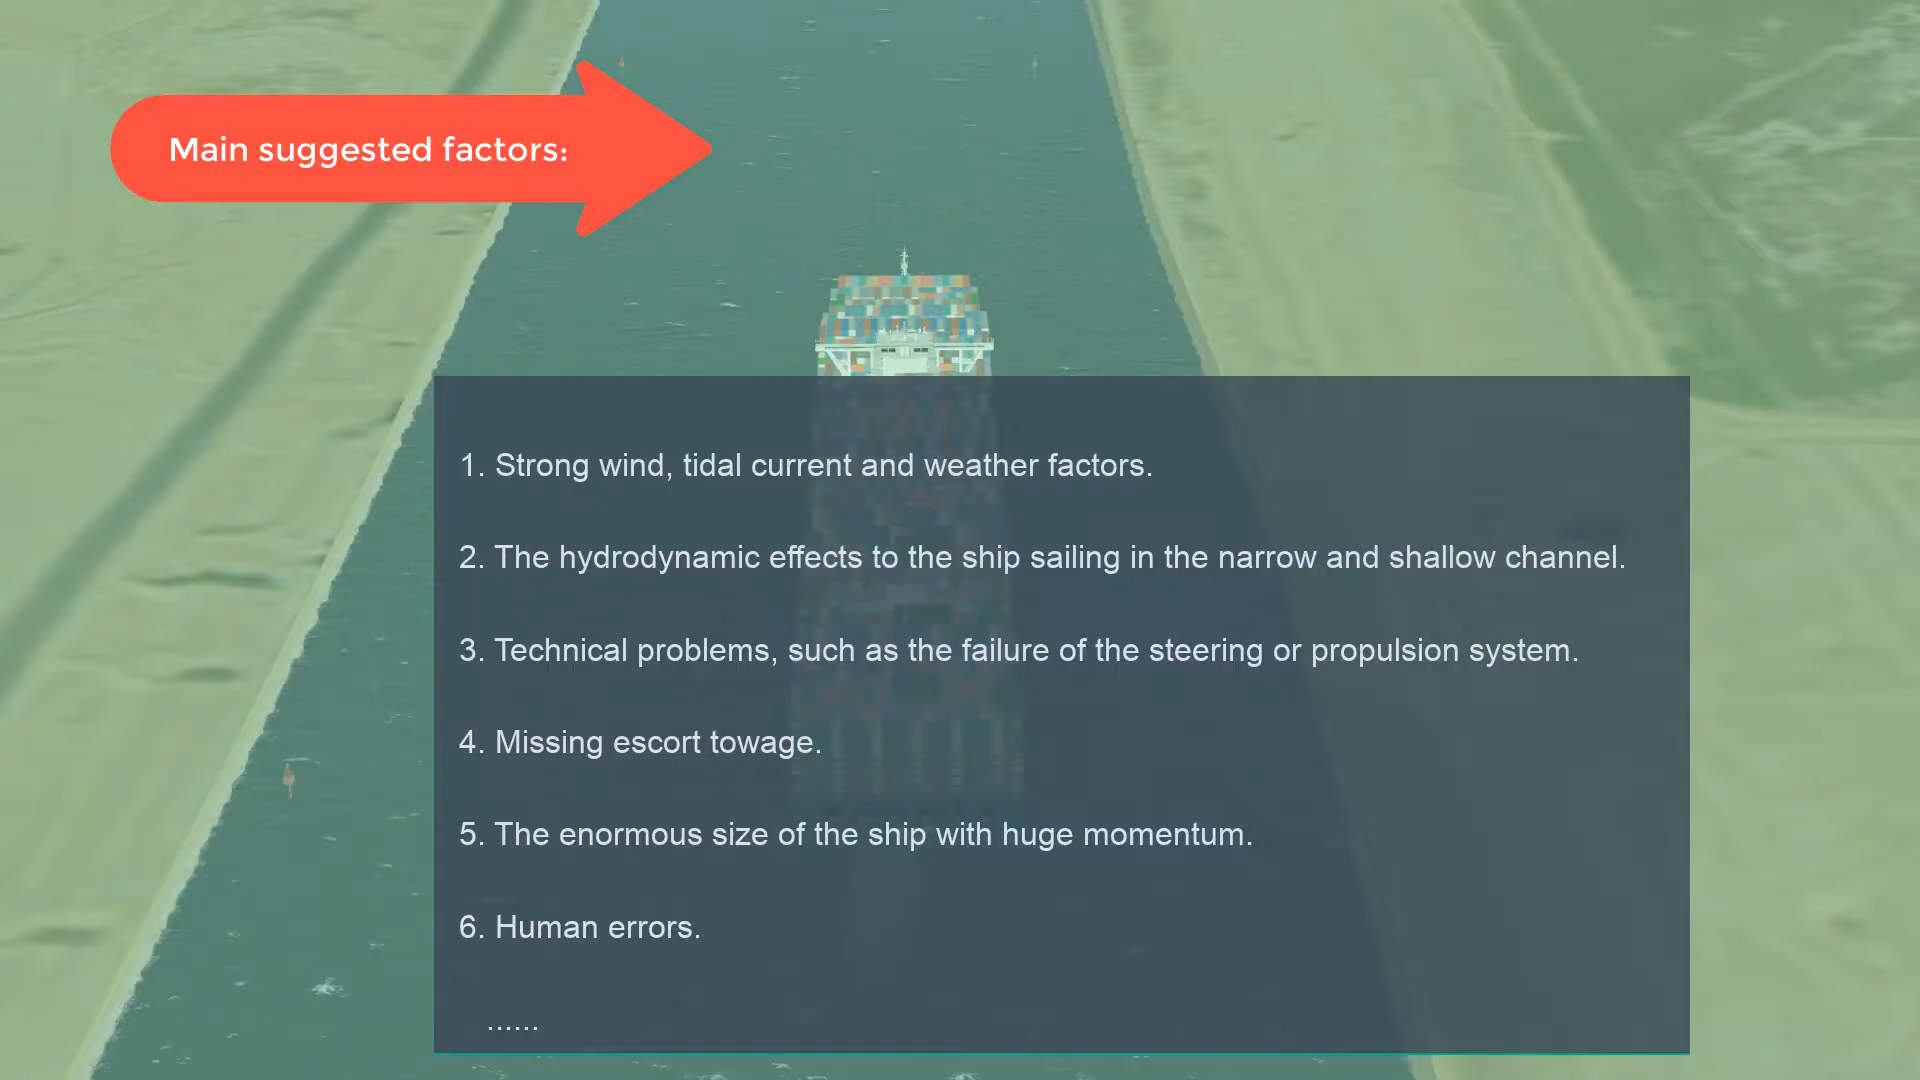 Main suggested factors:
1. Strong wind, tidal current and weather factors.
2. The hydrodynamic effects to the ship sailing in the narrow and shallow channel.
3. Technical problems, such as the failure of the steering or propulsion system.
4. Missing escort towage.
5. The enormous size of the ship with huge momentum.
6. Human errors.
......